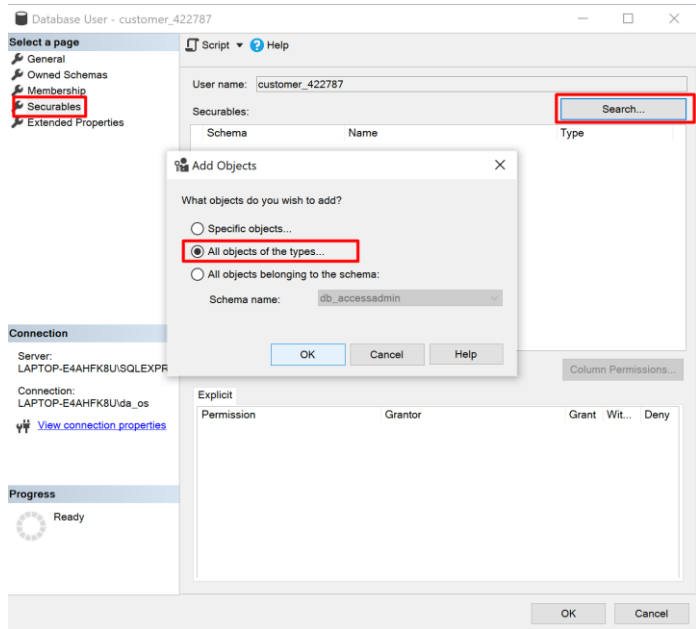 Database User - customer_422787
Select a page
General
Owned Schemas
Membership
Securables
Extended Properties
Script
Help
User name: customer_422787
Securables:
Search...
Schema Name Type
Add Objects
What objects do you wish to add?
Specific objects...
All objects of the types...
All objects belonging to the schema:
Schema name: db_accessadmin
OK Cancel Help
Connection
Server:
LAPTOP-E4AHFK8U\SQLEXPR
Connection:
LAPTOP-E4AHFK8U\da_os
View connection properties
Progress
Ready
Column Permissions...
Explicit
Permission Grantor Grant Wit... Deny
OK Cancel